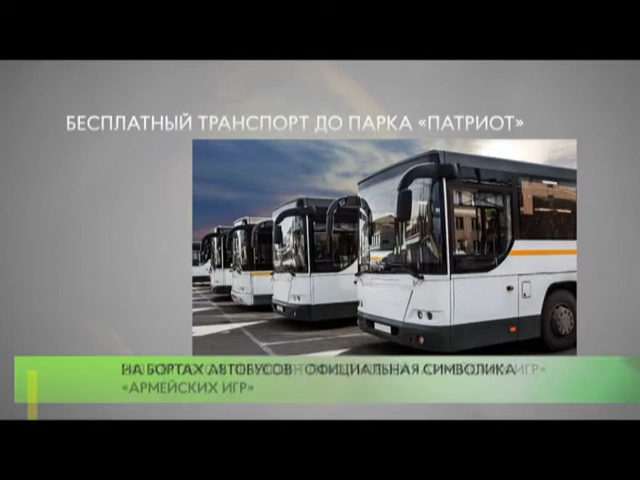 БЕСПЛАТНЫЙ ТРАНСПОРТ ДО ПАРКА «ПАТРИОТ»
НА БОРТАХ АВТОБУСОВ - ОФИЦИАЛЬНАЯ СИМВОЛИКА
«АРМЕЙСКИХ ИГР»